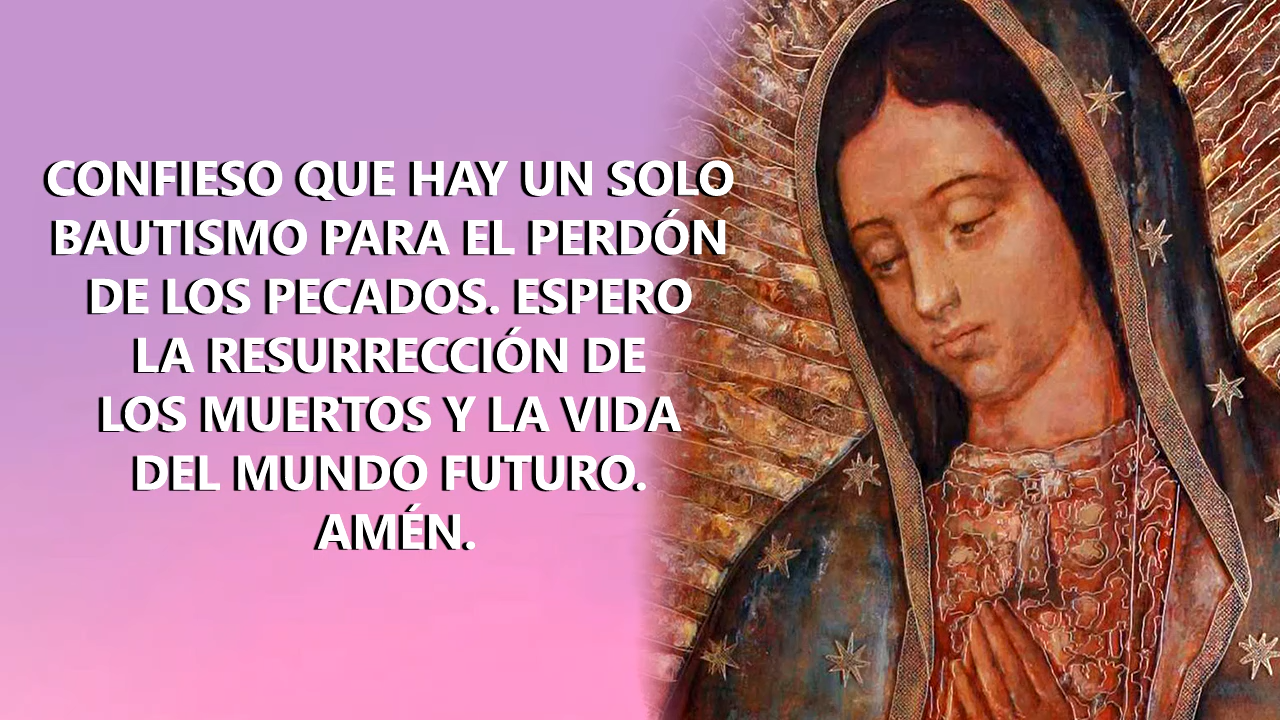 CONFIESO QUE HAY UN SOLO
BAUTISMO PARA EL PERDÓN
DE LOS PECADOS. ESPERO
LA RESURRECCIÓN DE
LOS MUERTOS Y LA VIDA
DEL MUNDO FUTURO.
AMÉN.